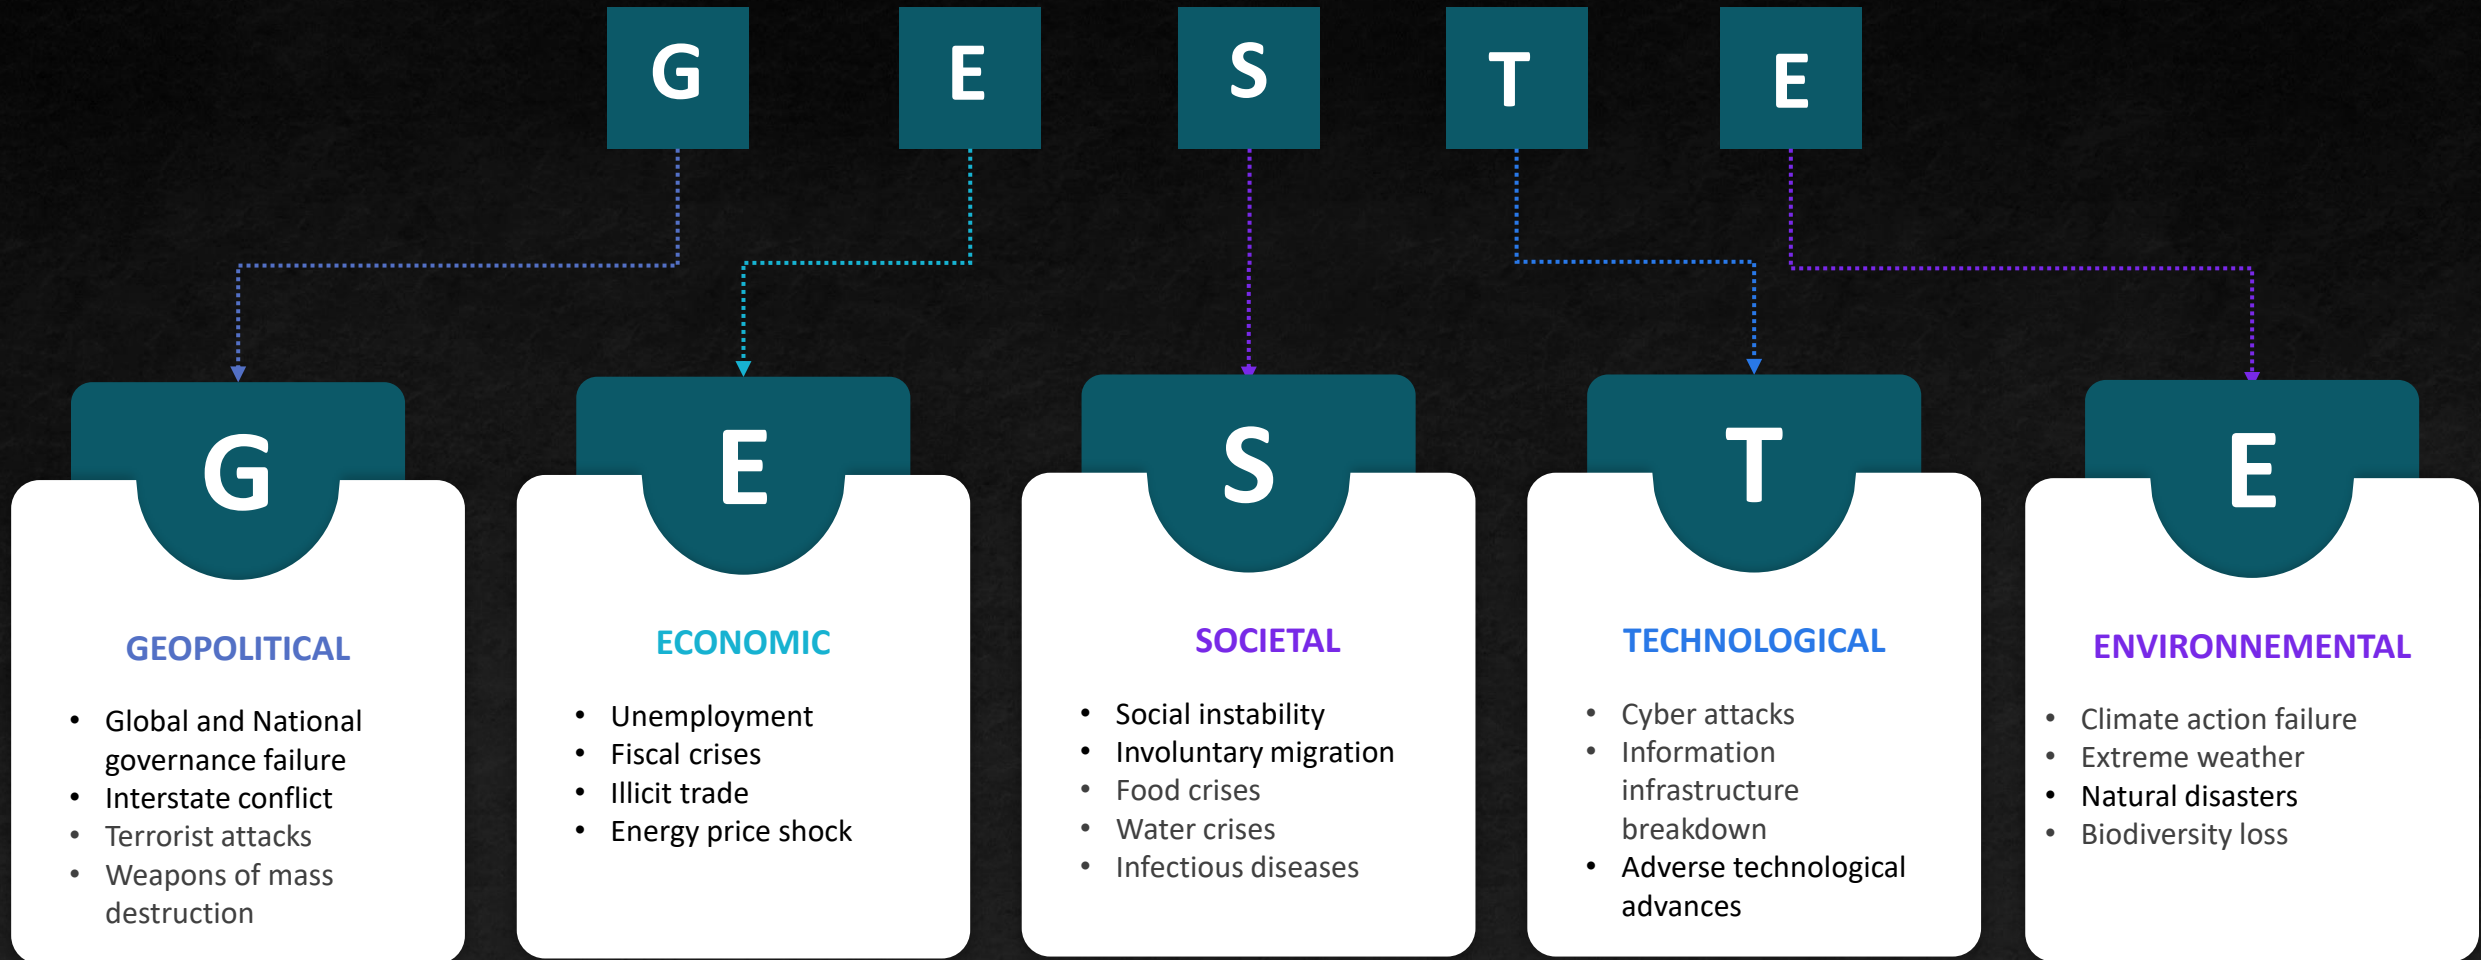 G
E
S
T
E
G
E
S
T
E
GEOPOLITICAL
• Global and National
governance failure
• Interstate conflict
• Terrorist attacks
• Weapons of mass
destruction
ECONOMIC
• Unemployment
• Fiscal crises
• Illicit trade
• Energy price shock
SOCIETAL
• Social instability
• Involuntary migration
• Food crises
• Water crises
• Infectious diseases
TECHNOLOGICAL
• Cyber attacks
• Information
infrastructure
breakdown
• Adverse technological
advances
ENVIRONNEMENTAL
• Climate action failure
• Extreme weather
• Natural disasters
• Biodiversity loss